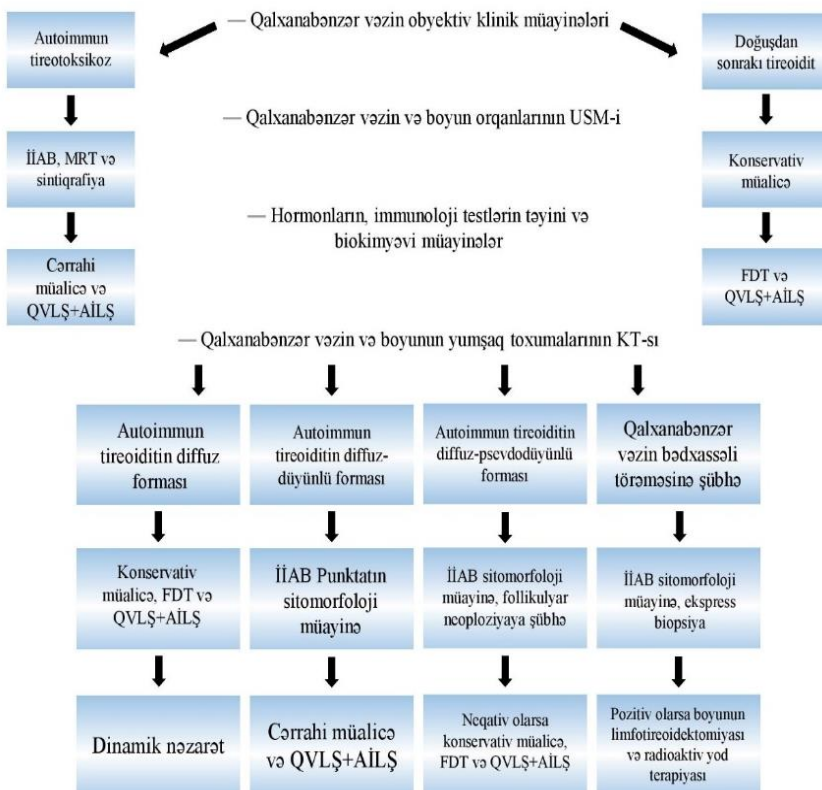 — Qalxanabənzər vəzin obyektiv klinik müayinələri
Autoimmun
tireotoksikoz
Doğuşdan
sonrakı tireoidit
— Qalxanabənzər vəzin və boyun orqanlarının USM-i
İİAB, MRT və
sintiqrafiya
Konservativ
müalicə
— Hormonların, immunoloji testlərin təyini və
biokimyəvi müayinələr
Cərrahi
müalicə və
QVLŞ+AİLŞ
FDT və
QVLŞ+AİLŞ
— Qalxanabənzər vəzin və boyunun yumşaq toxumalarının KT-sı
Autoimmun
tireoiditin diffuz
forması
Autoimmun
tireoiditin diffuz-
düyünlü forması
Autoimmun tireoiditin
diffuz-psevdodüyünlü
forması
Qalxanabənzər
vəzin bədxassəli
törəməsinə şübhə
Konservativ
müalicə, FDT və
QVLŞ+AİLŞ
İİAB Punktatın
sitomorfoloji
müayinə
İİAB sitomorfoloji
müayinə, follikulyar
neoploziyaya şübhə
İİAB sitomorfoloji
müayinə, ekspress
biopsiya
Dinamik nəzarət
Cərrahi müalicə
və QVLŞ+AİLŞ
Neqativ olarsa
konservativ müalicə,
FDT və QVLŞ+AİLŞ
Pozitiv olarsa boyunun
limfotireoidektomiyası
və radioaktiv yod
terapiyası